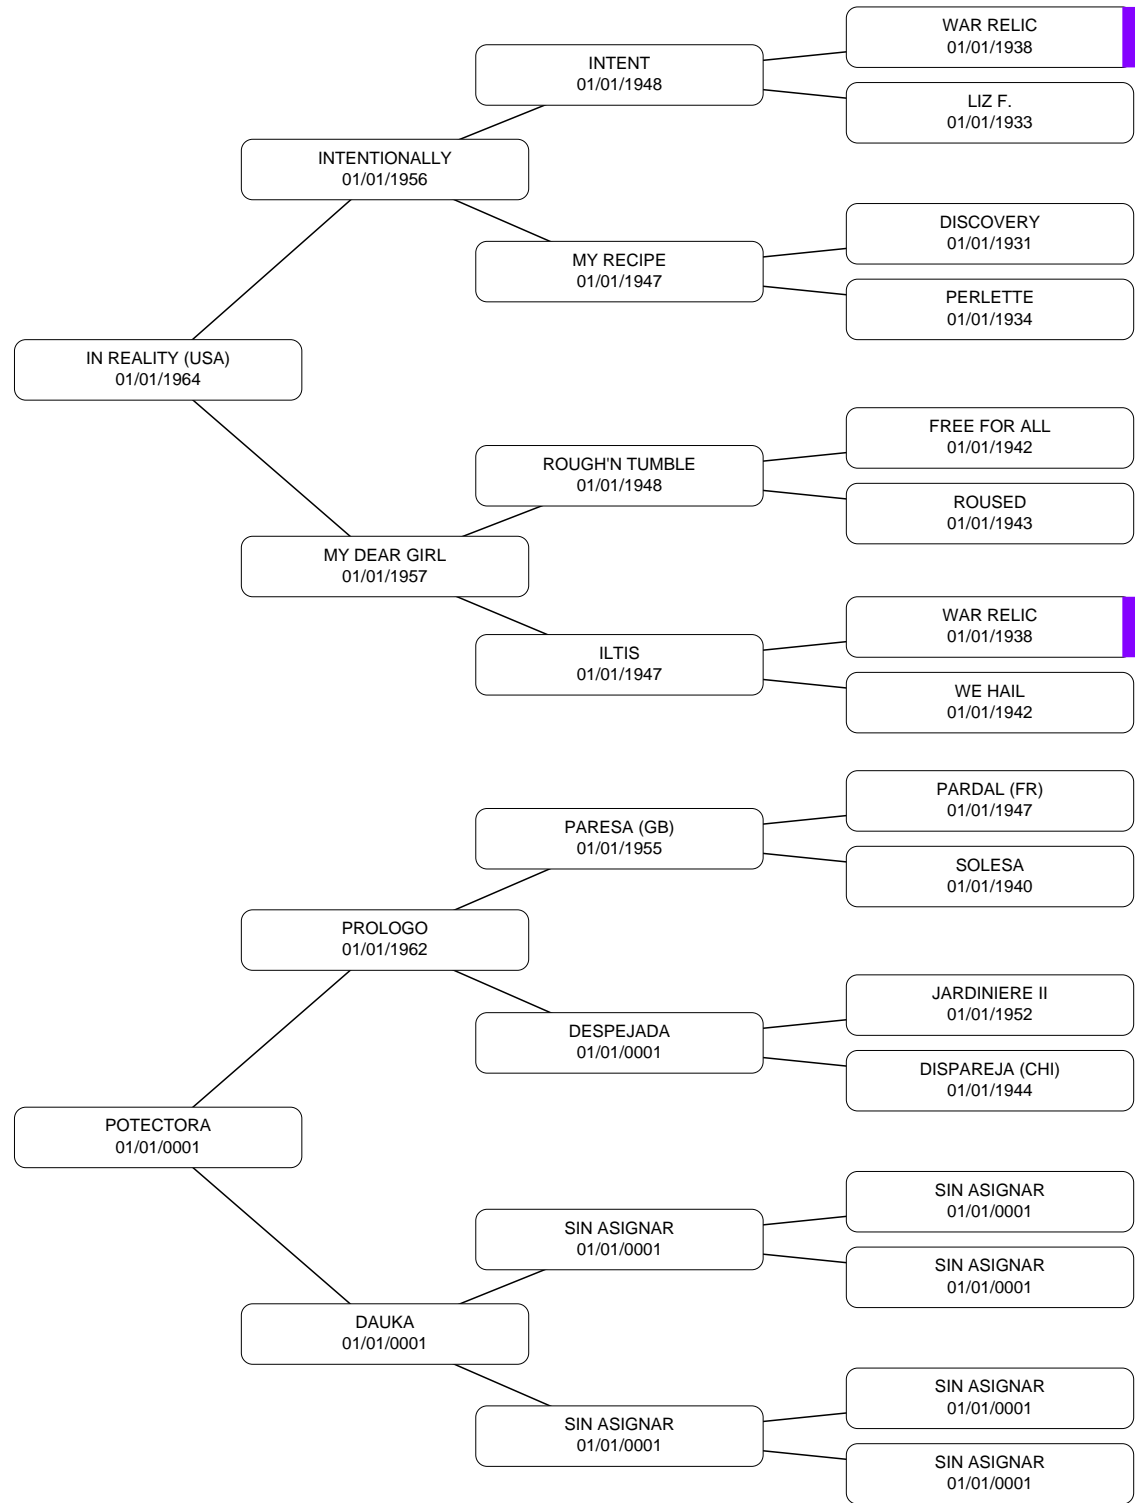 WAR RELIC
01/01/1938
INTENT
01/01/1948
LIZ F.
01/01/1933
INTENTIONALLY
01/01/1956
DISCOVERY
01/01/1931
MY RECIPE
01/01/1947
PERLETTE
01/01/1934
IN REALITY (USA)
01/01/1964
FREE FOR ALL
01/01/1942
ROUGH'N TUMBLE
01/01/1948
ROUSED
01/01/1943
MY DEAR GIRL
01/01/1957
WAR RELIC
01/01/1938
ILTIS
01/01/1947
WE HAIL
01/01/1942
PARDAL (FR)
01/01/1947
PARESA (GB)
01/01/1955
SOLESA
01/01/1940
PROLOGO
01/01/1962
JARDINIERE II
01/01/1952
DESPEJADA
01/01/0001
DISPAREJA (CHI)
01/01/1944
POTECTORA
01/01/0001
SIN ASIGNAR
01/01/0001
SIN ASIGNAR
01/01/0001
SIN ASIGNAR
01/01/0001
DAUKA
01/01/0001
SIN ASIGNAR
01/01/0001
SIN ASIGNAR
01/01/0001
SIN ASIGNAR
01/01/0001